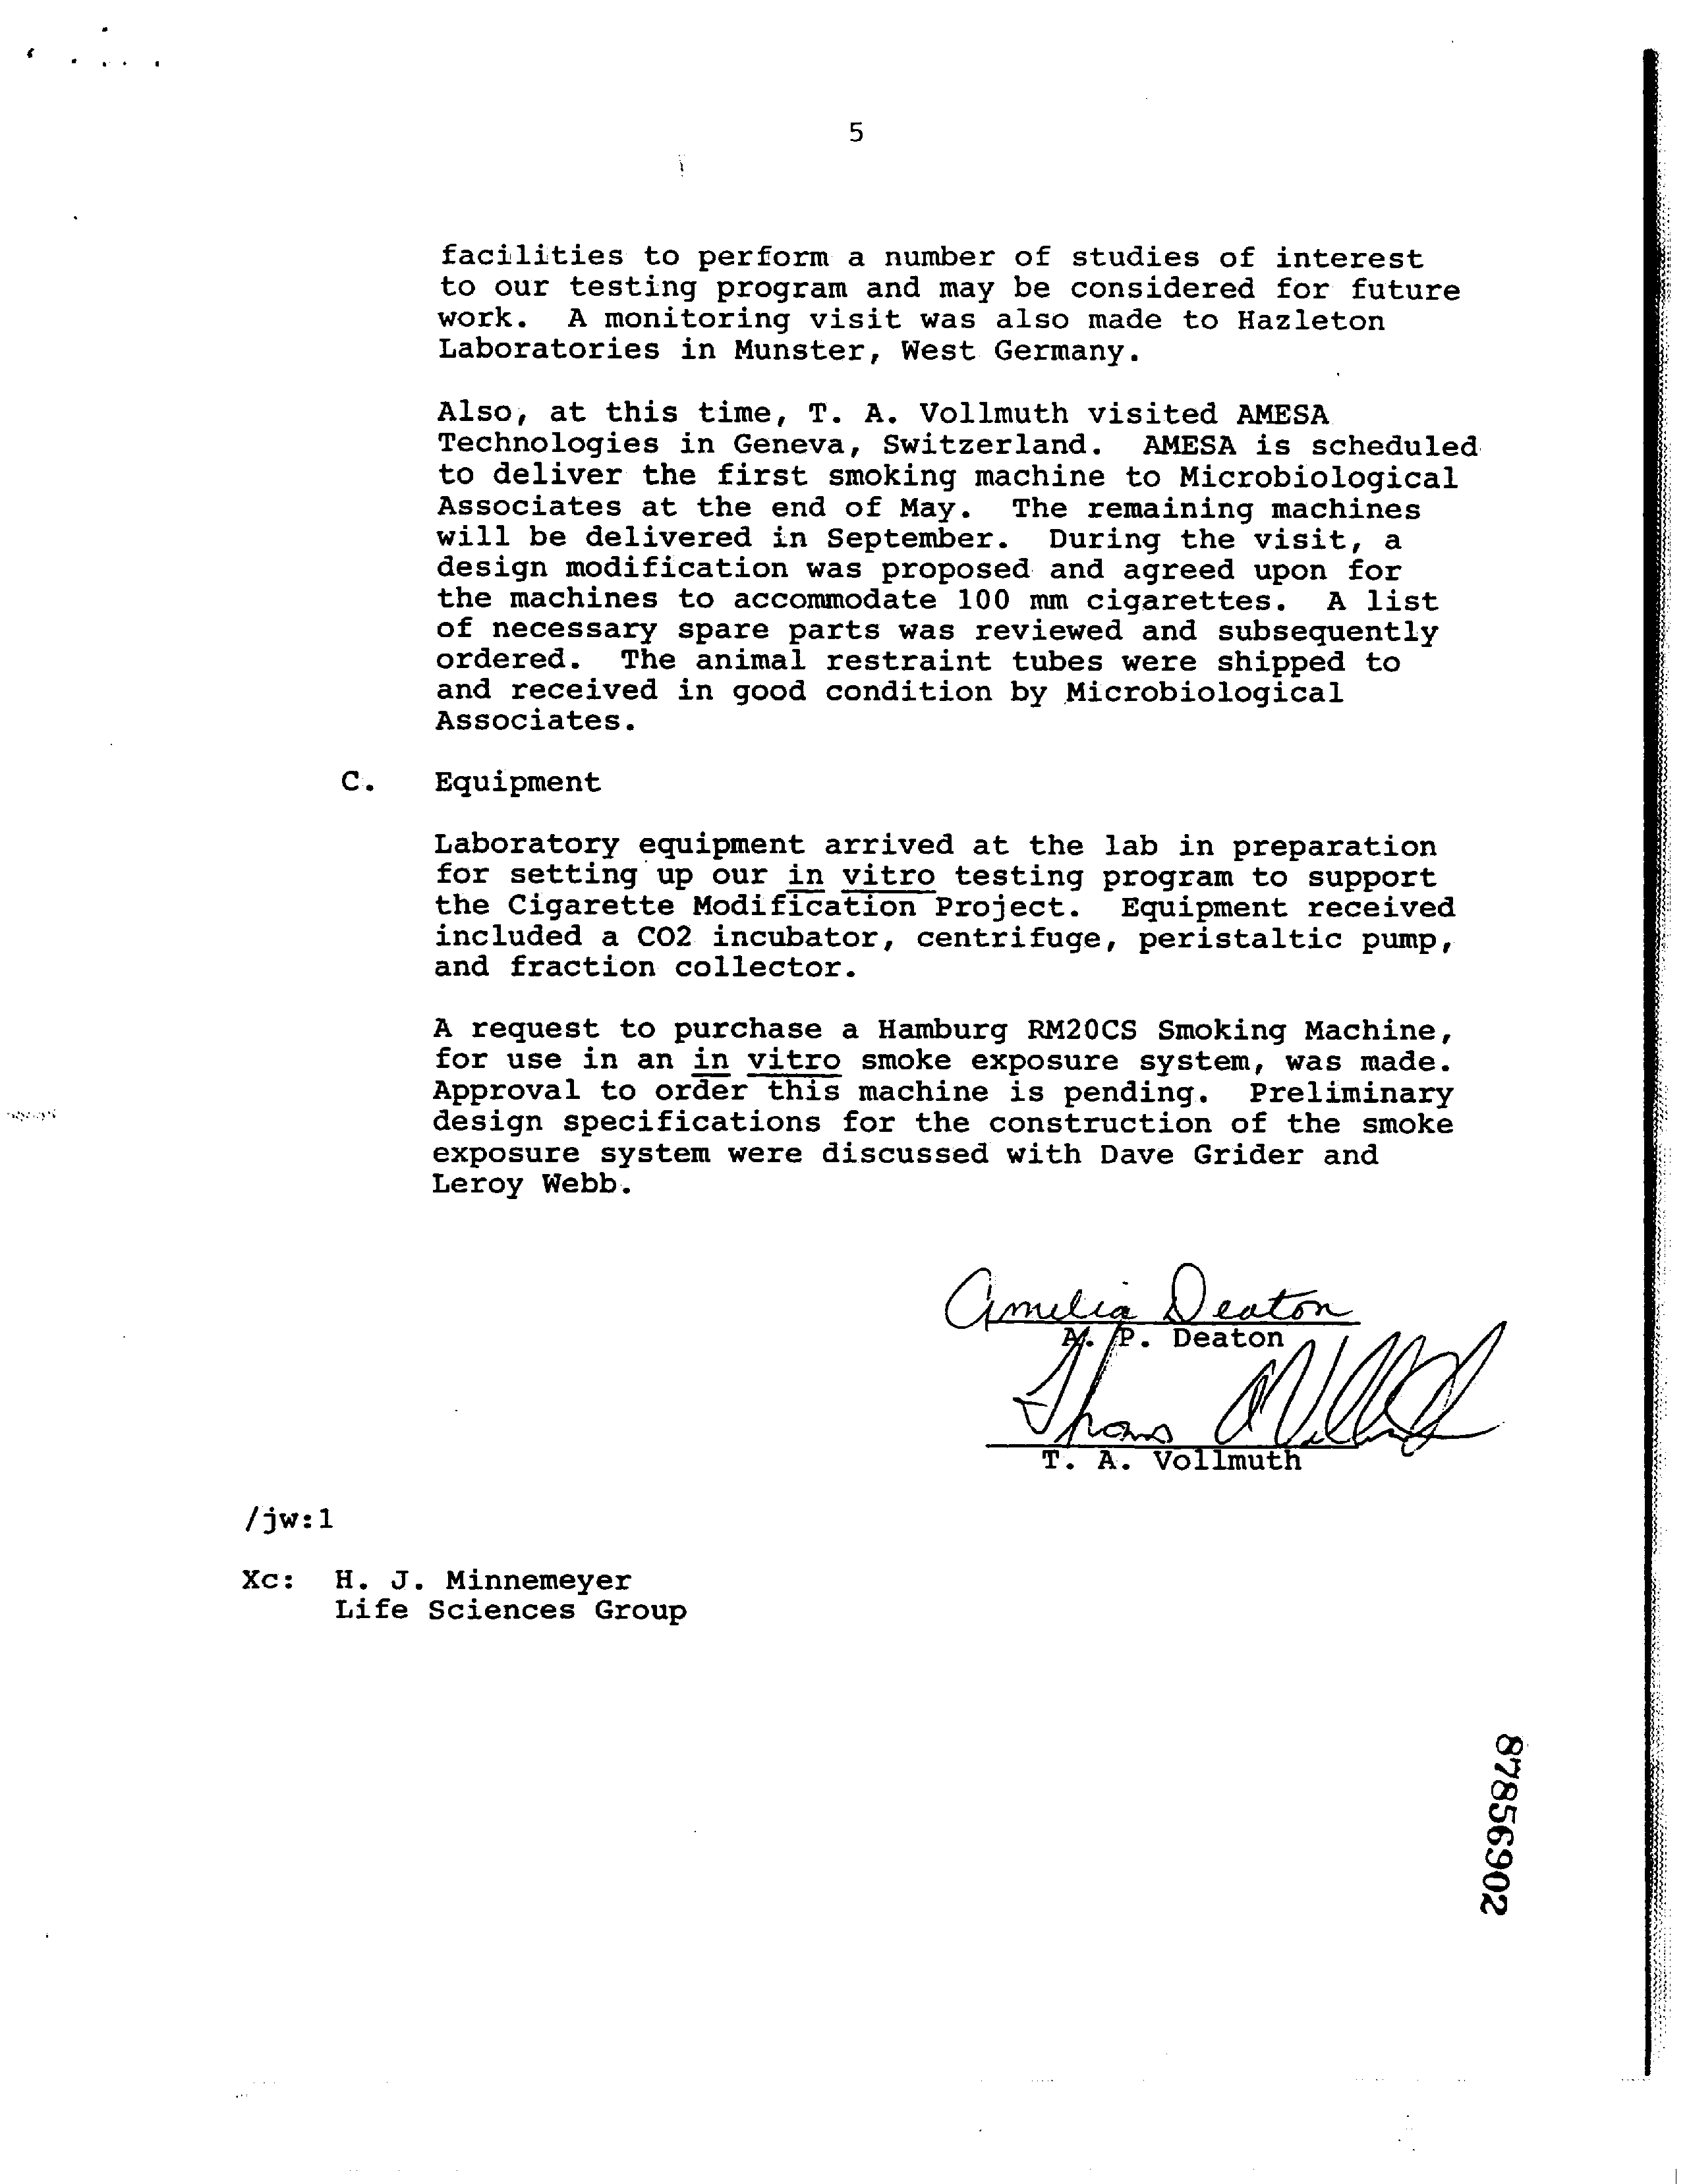 5
facilities to perform a number of studies of interest
to our testing program and may be considered for future
work.  A monitoring visit was also made to Hazleton
Laboratories in Munster, West Germany.
Also, at this time, T. A. Vollmuth visited AMESA
Technologies in Geneva, Switzerland.  AMESA is scheduled
to deliver the first smoking machine to Microbiological
Associates at the end of May.  The remaining machines
will be delivered in September.  During the visit, a
design modification was proposed and agreed upon for
the machines to accommodate 100 mm cigarettes.  A list
of necessary spare parts was reviewed and subsequently
ordered.  The animal restraint tubes were shipped to
and received in good condition by Microbiological
Associates.
C.   Equipment
Laboratory equipment arrived at the lab in preparation
for setting up our in vitro testing program to support
the Cigarette Modification Project.  Equipment received
included a CO2 incubator, centrifuge, peristaltic pump,
and fraction collector.
A request to purchase a Hamburg RM20CS Smoking Machine,
for use in an in vitro smoke exposure system, was made.
Approval to order this machine is pending.  Preliminary
design specifications for the construction of the smoke
exposure system were discussed with Dave Grider and
Leroy Webb.
Amelia Deaton
A. P. Deaton
T. A. Vollmuth
/jw:1
Xc:  H. J. Minnemeyer
Life Sciences Group
87856902